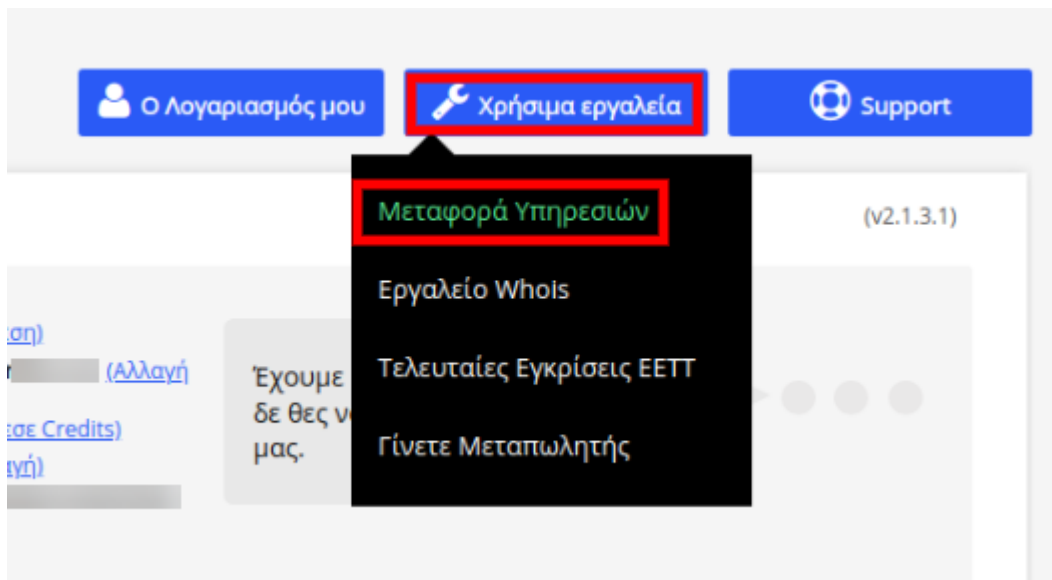 Ο Λογαριασμός μου
Χρήσιμα εργαλεία
Support
Μεταφορά Υπηρεσιών
(v2.1.3.1)
Εργαλείο Whois
Τελευταίες Εγκρίσεις ΕΕΤΤ
Γίνετε Μεταπωλητής
(Αλλαγή
Credits)
Έχουμε
δε θες
μας.